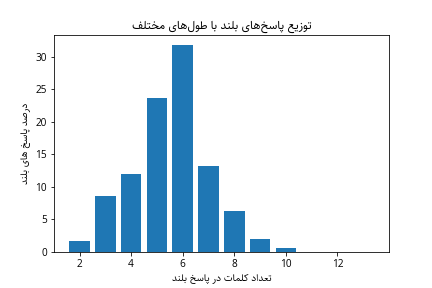 توزیع پاسخ‌های بلند با طول‌های مختلف
درصد پاسخ های بلند
30
25
20
15
10
5
0
2 4 6 8 10 12
تعداد کلمات در پاسخ بلند